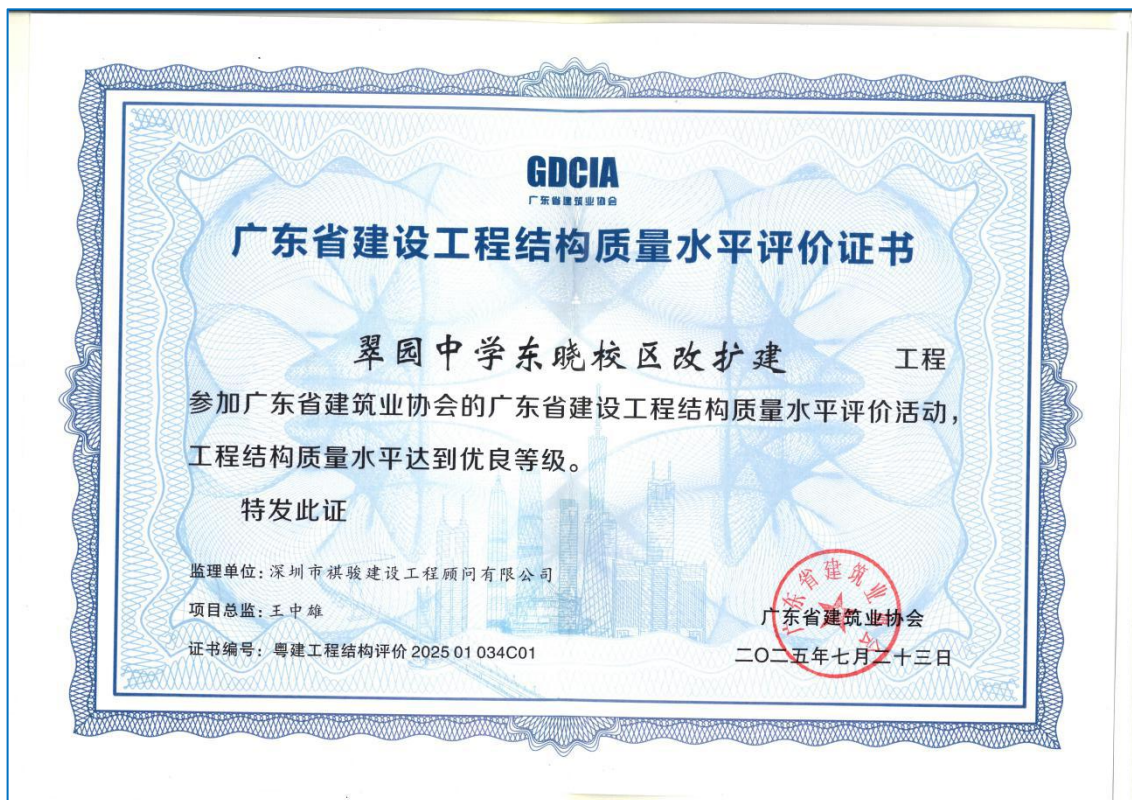 GDCIA
广东省建筑业协会
广东省建设工程结构质量水平评价证书
翠园中学东晓校区改扩建 工程
参加广东省建筑业协会的广东省建设工程结构质量水平评价活动，
工程结构质量水平达到优良等级。
特发此证
监理单位：深圳市祺骏建设工程顾问有限公司
项目总监：王中雄
证书编号：粤建工程结构评价 2025 01 034C01
广东省建筑业协会
二〇二五年七月二十三日
广东省建筑业协会